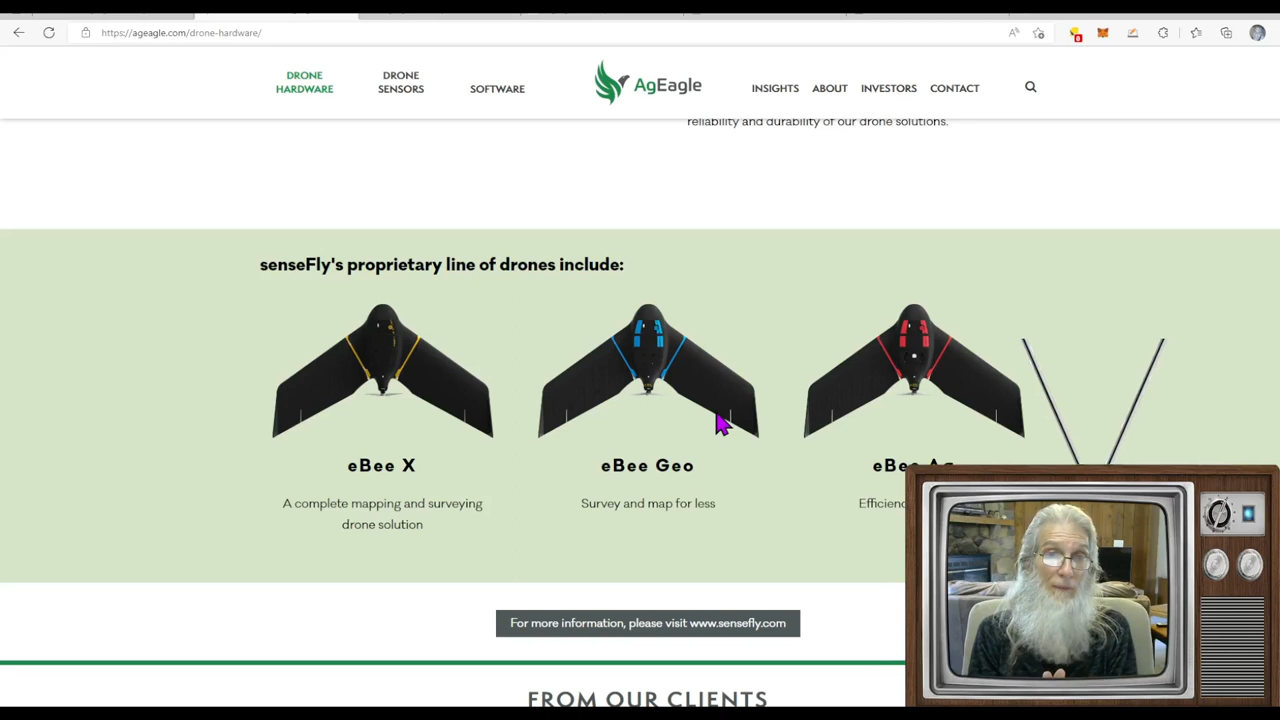 https://ageagle.com/drone-hardware/
DRONE HARDWARE
DRONE SENSORS
SOFTWARE
AgEagle
INSIGHTS
ABOUT
INVESTORS
CONTACT
reliability and durability of our drone solutions.
senseFly's proprietary line of drones include:
eBee X
A complete mapping and surveying
drone solution
eBee Geo
Survey and map for less
eBee Ag
For more information, please visit www.sensefly.com
FROM OUR CLIENTS